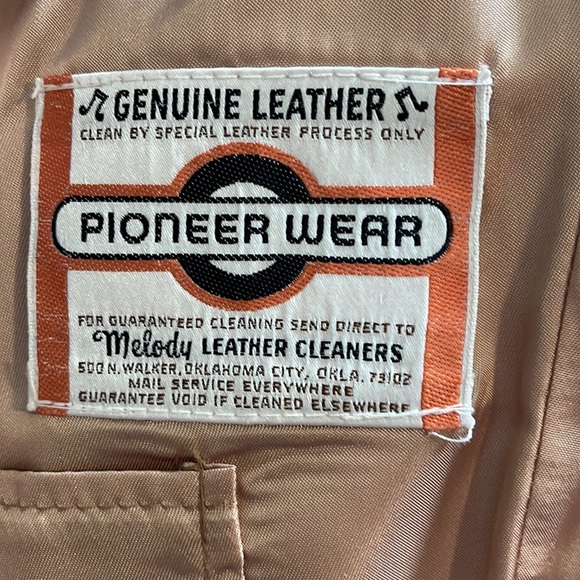 GENUINE LEATHER
CLEAN BY SPECIAL LEATHER PROCESS ONLY
PIONEER WEAR
FOR GUARANTEED CLEANING SEND DIRECT TO
Melody LEATHER CLEANERS
500 N. WALKER, OKLAHOMA CITY, OKLA. 73102
MAIL SERVICE EVERYWHERE
GUARANTEE VOID IF CLEANED ELSEWHERE